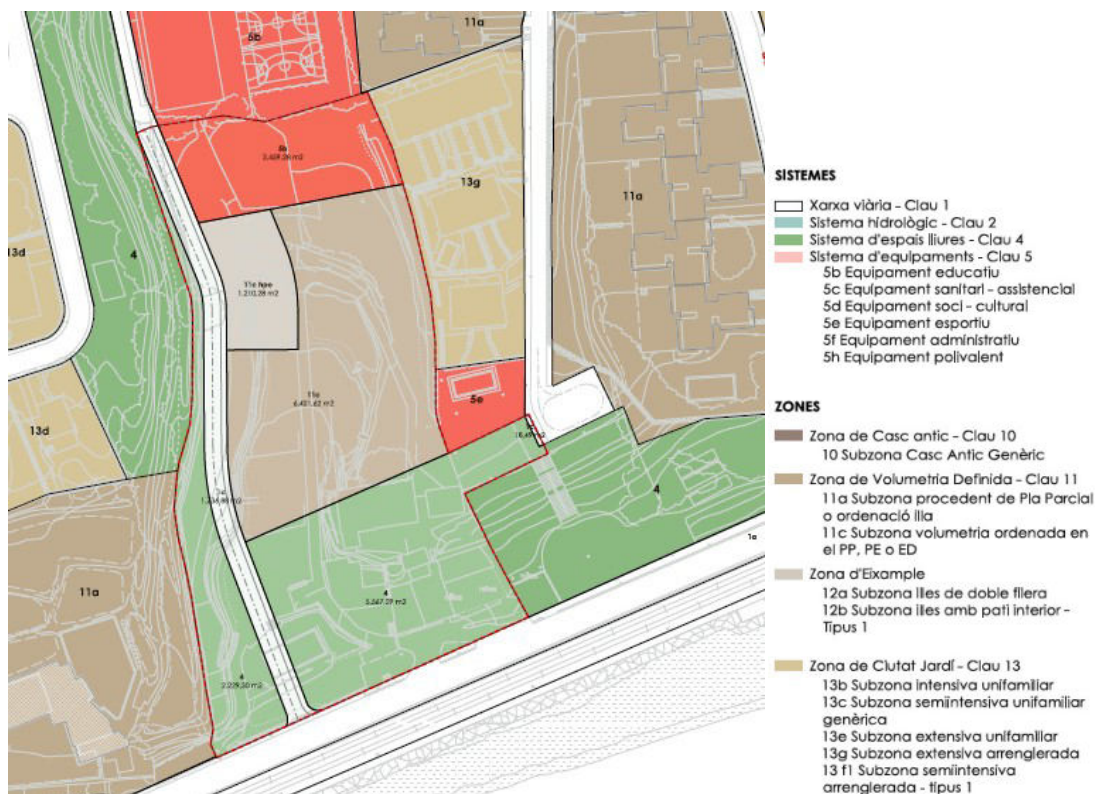 5b
11a
5b
13g
11a
4
13d
11c hpe
1.210,28 m2
5e
13d
4
11a
1a
4
SISTEMES
Xarxa viària - Clau 1
Sistema hidrològic - Clau 2
Sistema d'espais lliures - Clau 4
Sistema d'equipaments - Clau 5
5b Equipament educatiu
5c Equipament sanitari - assistencial
5d Equipament soci - cultural
5e Equipament esportiu
5f Equipament administratiu
5h Equipament polivalent
ZONES
Zona de Casc antic - Clau 10
10 Subzona Casc Antic Genèric
Zona de Volumetria Definida - Clau 11
11a Subzona procedent de Pla Parcial
o ordenació illa
11c Subzona volumetria ordenada en
el PP, PE o ED
Zona d'Eixample
12a Subzona illes de doble filera
12b Subzona illes amb pati interior -
Tipus 1
Zona de Ciutat Jardí - Clau 13
13b Subzona intensiva unifamiliar
13c Subzona semiintensiva unifamiliar
genèrica
13e Subzona extensiva unifamiliar
13g Subzona extensiva arrenglerada
13 f1 Subzona semiintensiva
arrenglerada - tipus 1